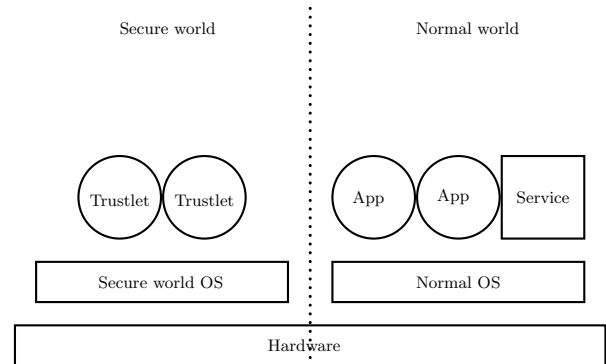 Secure world
Normal world
Trustlet
Trustlet
App
App
Service
Secure world OS
Normal OS
Hardware